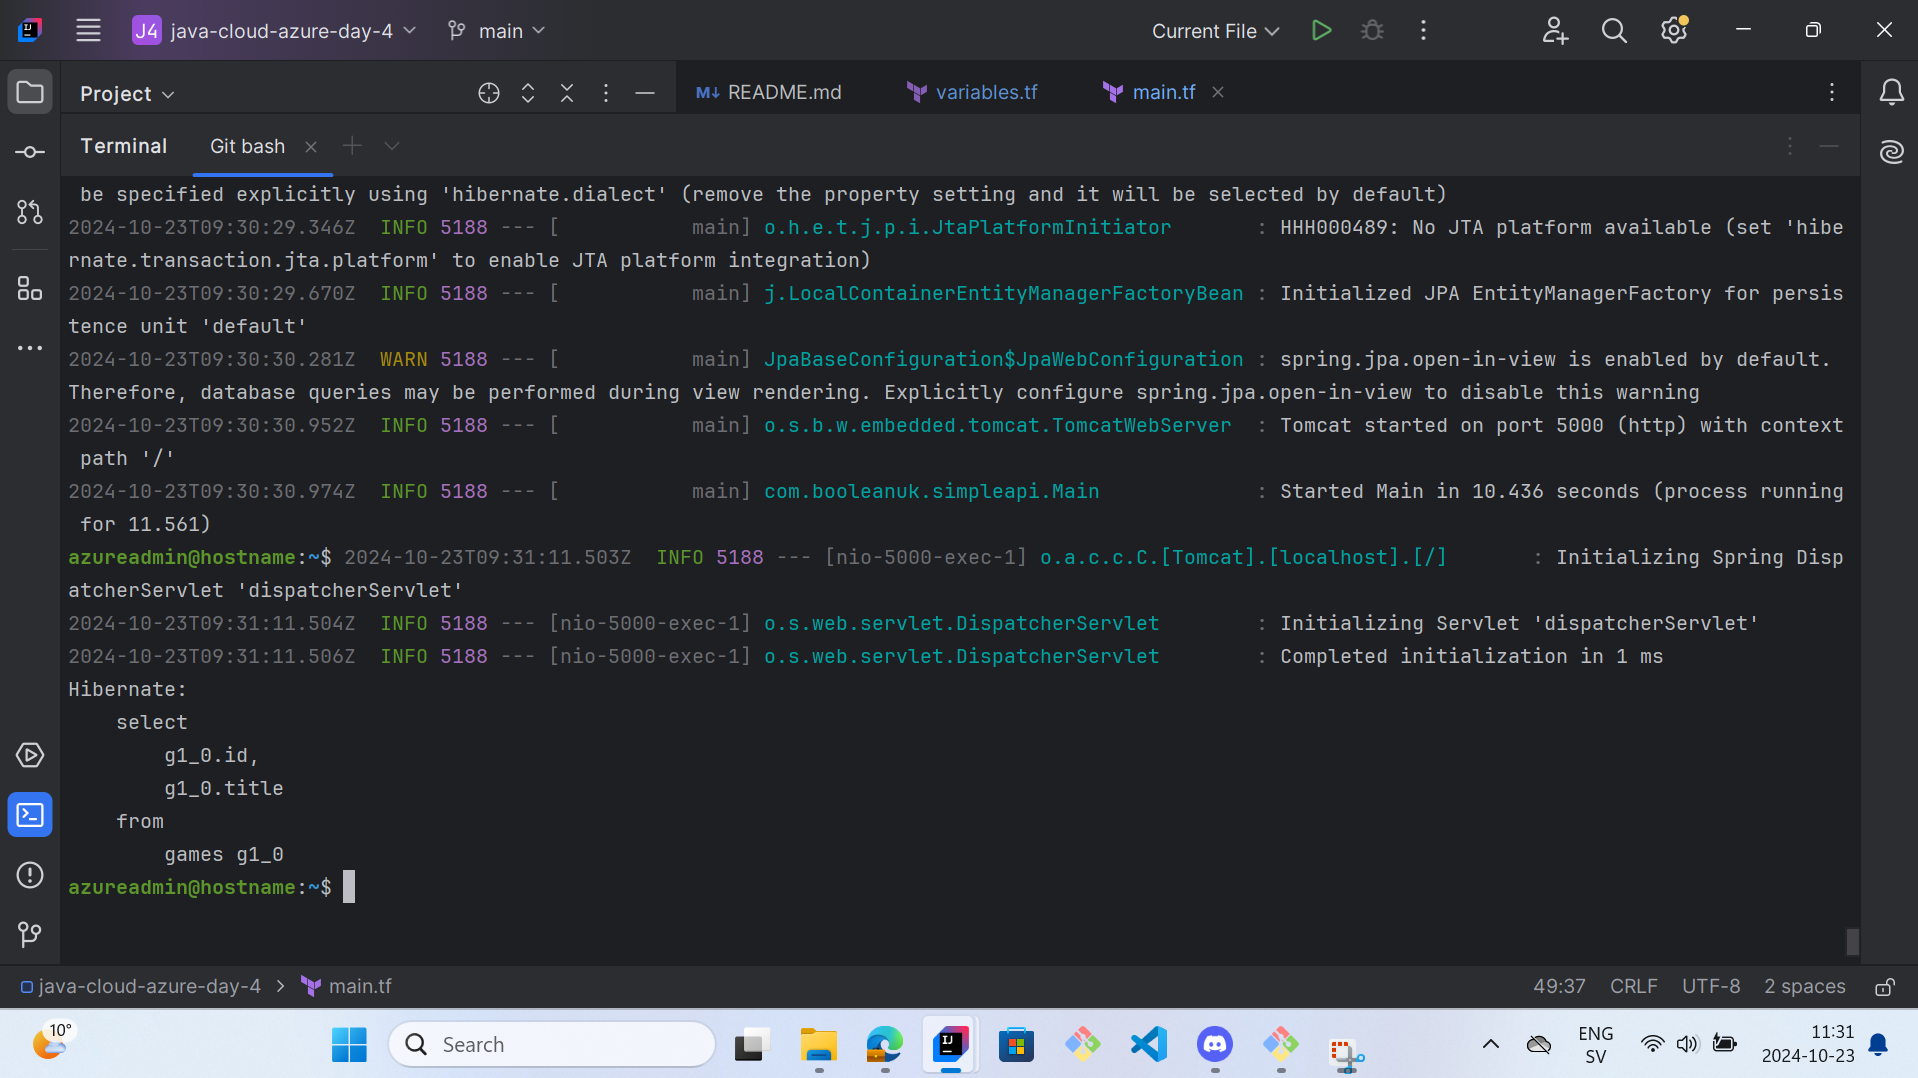 J4 java-cloud-azure-day-4 main Current File
Project README.md variables.tf main.tf
Terminal Git bash
be specified explicitly using 'hibernate.dialect' (remove the property setting and it will be selected by default)
2024-10-23T09:30:29.346Z  INFO 5188 --- [           main] o.h.e.t.j.p.i.JtaPlatformInitiator       : HHH000489: No JTA platform available (set 'hibe
rnate.transaction.jta.platform' to enable JTA platform integration)
2024-10-23T09:30:29.670Z  INFO 5188 --- [           main] j.LocalContainerEntityManagerFactoryBean : Initialized JPA EntityManagerFactory for persis
tence unit 'default'
2024-10-23T09:30:30.281Z  WARN 5188 --- [           main] JpaBaseConfiguration$JpaWebConfiguration : spring.jpa.open-in-view is enabled by default.
Therefore, database queries may be performed during view rendering. Explicitly configure spring.jpa.open-in-view to disable this warning
2024-10-23T09:30:30.952Z  INFO 5188 --- [           main] o.s.b.w.embedded.tomcat.TomcatWebServer  : Tomcat started on port 5000 (http) with context
path '/'
2024-10-23T09:30:30.974Z  INFO 5188 --- [           main] com.booleanuk.simpleapi.Main             : Started Main in 10.436 seconds (process running
for 11.561)
azureadmin@hostname:~$ 2024-10-23T09:31:11.503Z  INFO 5188 --- [nio-5000-exec-1] o.a.c.c.C.[Tomcat].[localhost].[/]       : Initializing Spring Disp
atcherServlet 'dispatcherServlet'
2024-10-23T09:31:11.504Z  INFO 5188 --- [nio-5000-exec-1] o.s.web.servlet.DispatcherServlet        : Initializing Servlet 'dispatcherServlet'
2024-10-23T09:31:11.506Z  INFO 5188 --- [nio-5000-exec-1] o.s.web.servlet.DispatcherServlet        : Completed initialization in 1 ms
Hibernate:
    select
        g1_0.id,
        g1_0.title
    from
        games g1_0
azureadmin@hostname:~$
java-cloud-azure-day-4 > main.tf 49:37 CRLF UTF-8 2 spaces
10° Search ENG 11:31
SV 2024-10-23